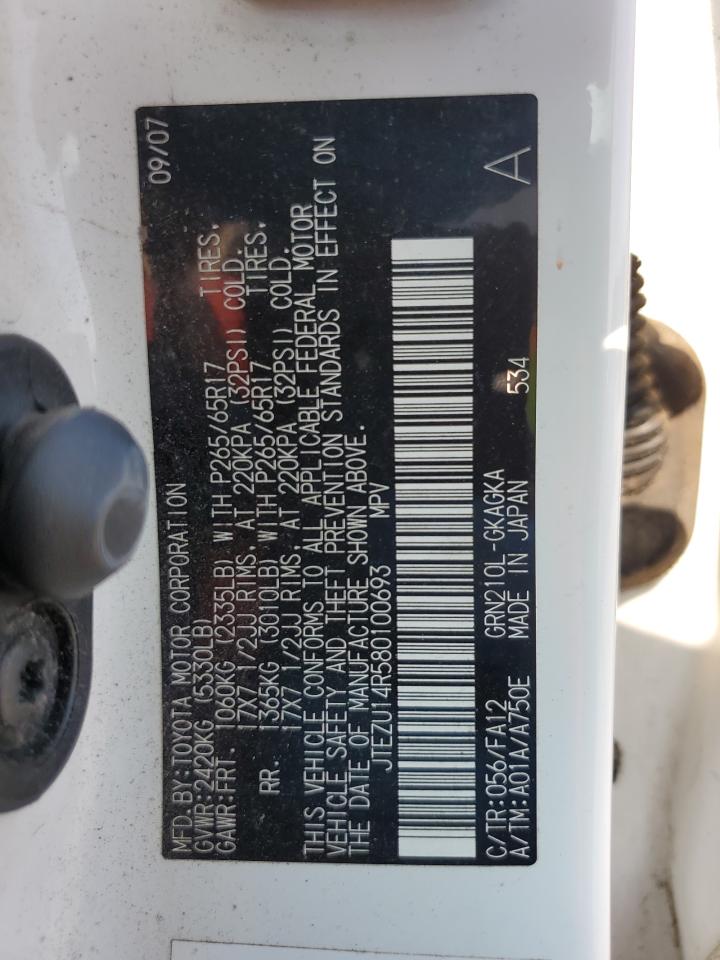 MFD.BY:TOYOTA MOTOR CORPORATION 09/07
GVWR:2420KG (5330LB)
GAWR:FRT. 1060KG (2335LB) WITH P265/65R17 TIRES,
17X7 1/2JJ RIMS, AT 220KPA (32PSI) COLD.
RR. 1365KG (3010LB) WITH P265/65R17 TIRES,
17X7 1/2JJ RIMS, AT 220KPA (32PSI) COLD.
THIS VEHICLE CONFORMS TO ALL APPLICABLE FEDERAL MOTOR
VEHICLE SAFETY AND THEFT PREVENTION STANDARDS IN EFFECT ON
THE DATE OF MANUFACTURE SHOWN ABOVE.
JTEZU14R580100693 MPV
C/TR:056/FA12 GRN210L-GKAGKA
A/TM:A01A/A750E MADE IN JAPAN 534 A